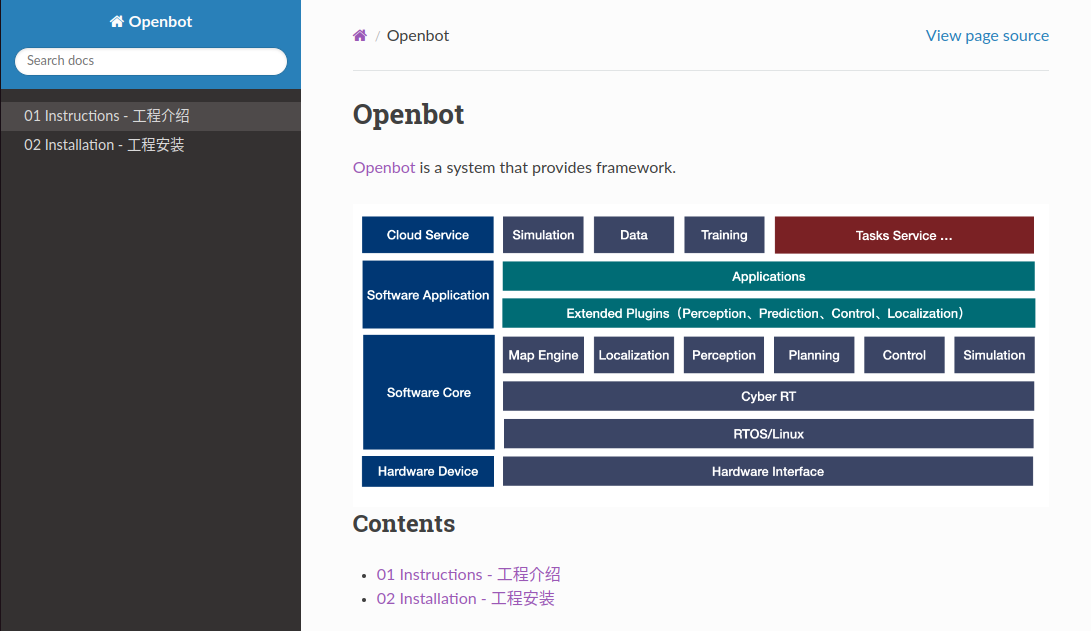 Openbot
Search docs
01 Instructions - 工程介绍
02 Installation - 工程安装
/ Openbot
View page source
Openbot
Openbot is a system that provides framework.
Cloud Service Simulation Data Training Tasks Service ...
Software Application
Applications
Extended Plugins（Perception、Prediction、Control、Localization）
Software Core
Map Engine Localization Perception Planning Control Simulation
Cyber RT
RTOS/Linux
Hardware Device Hardware Interface
Contents
• 01 Instructions - 工程介绍
• 02 Installation - 工程安装